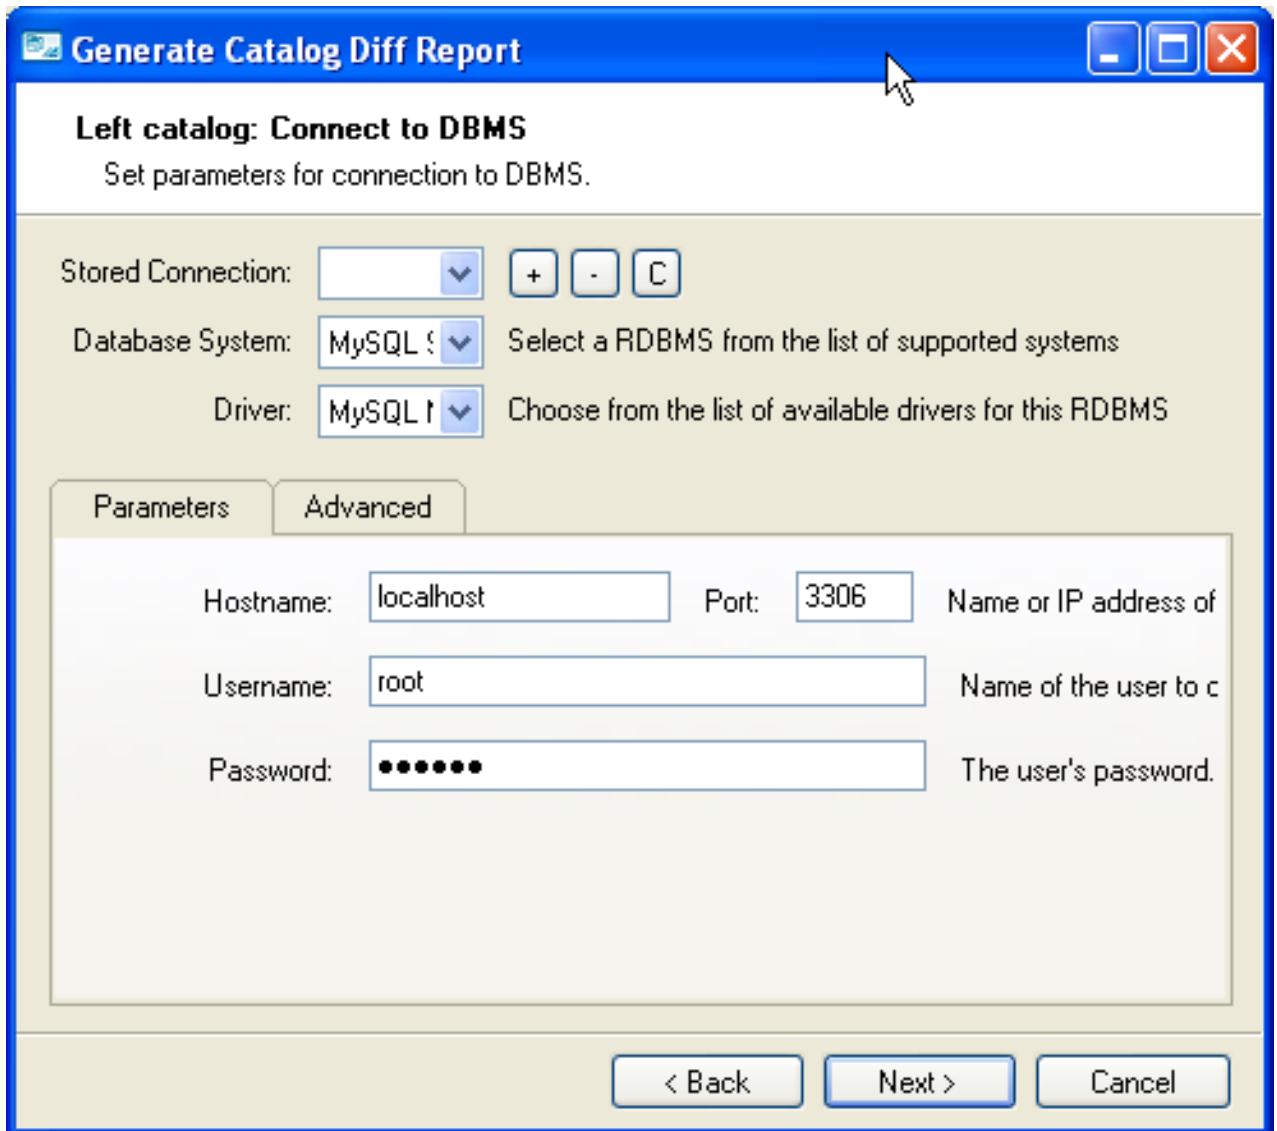 Generate Catalog Diff Report
Left catalog: Connect to DBMS
Set parameters for connection to DBMS.
Stored Connection: + - C
Database System: MySQL Select a RDBMS from the list of supported systems
Driver: MySQL Choose from the list of available drivers for this RDBMS
Parameters Advanced
Hostname: localhost Port: 3306 Name or IP address of
Username: root Name of the user to
Password: •••••• The user's password.
< Back Next > Cancel